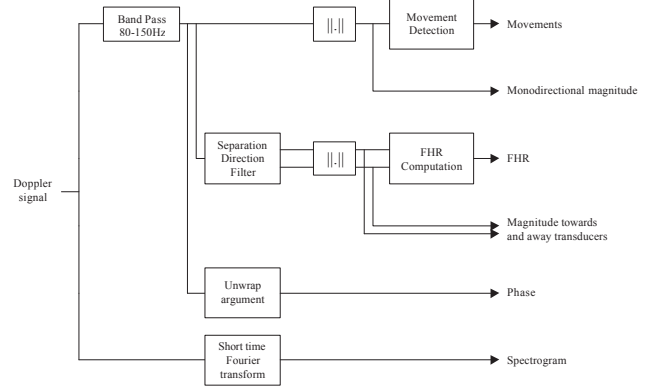 Band Pass
80-150Hz
||.||
Movement
Detection
Movements
Monodirectional magnitude
Separation
Direction
Filter
||.||
FHR
Computation
FHR
Doppler
signal
Magnitude towards
and away transducers
Unwrap
argument
Phase
Short time
Fourier
transform
Spectrogram